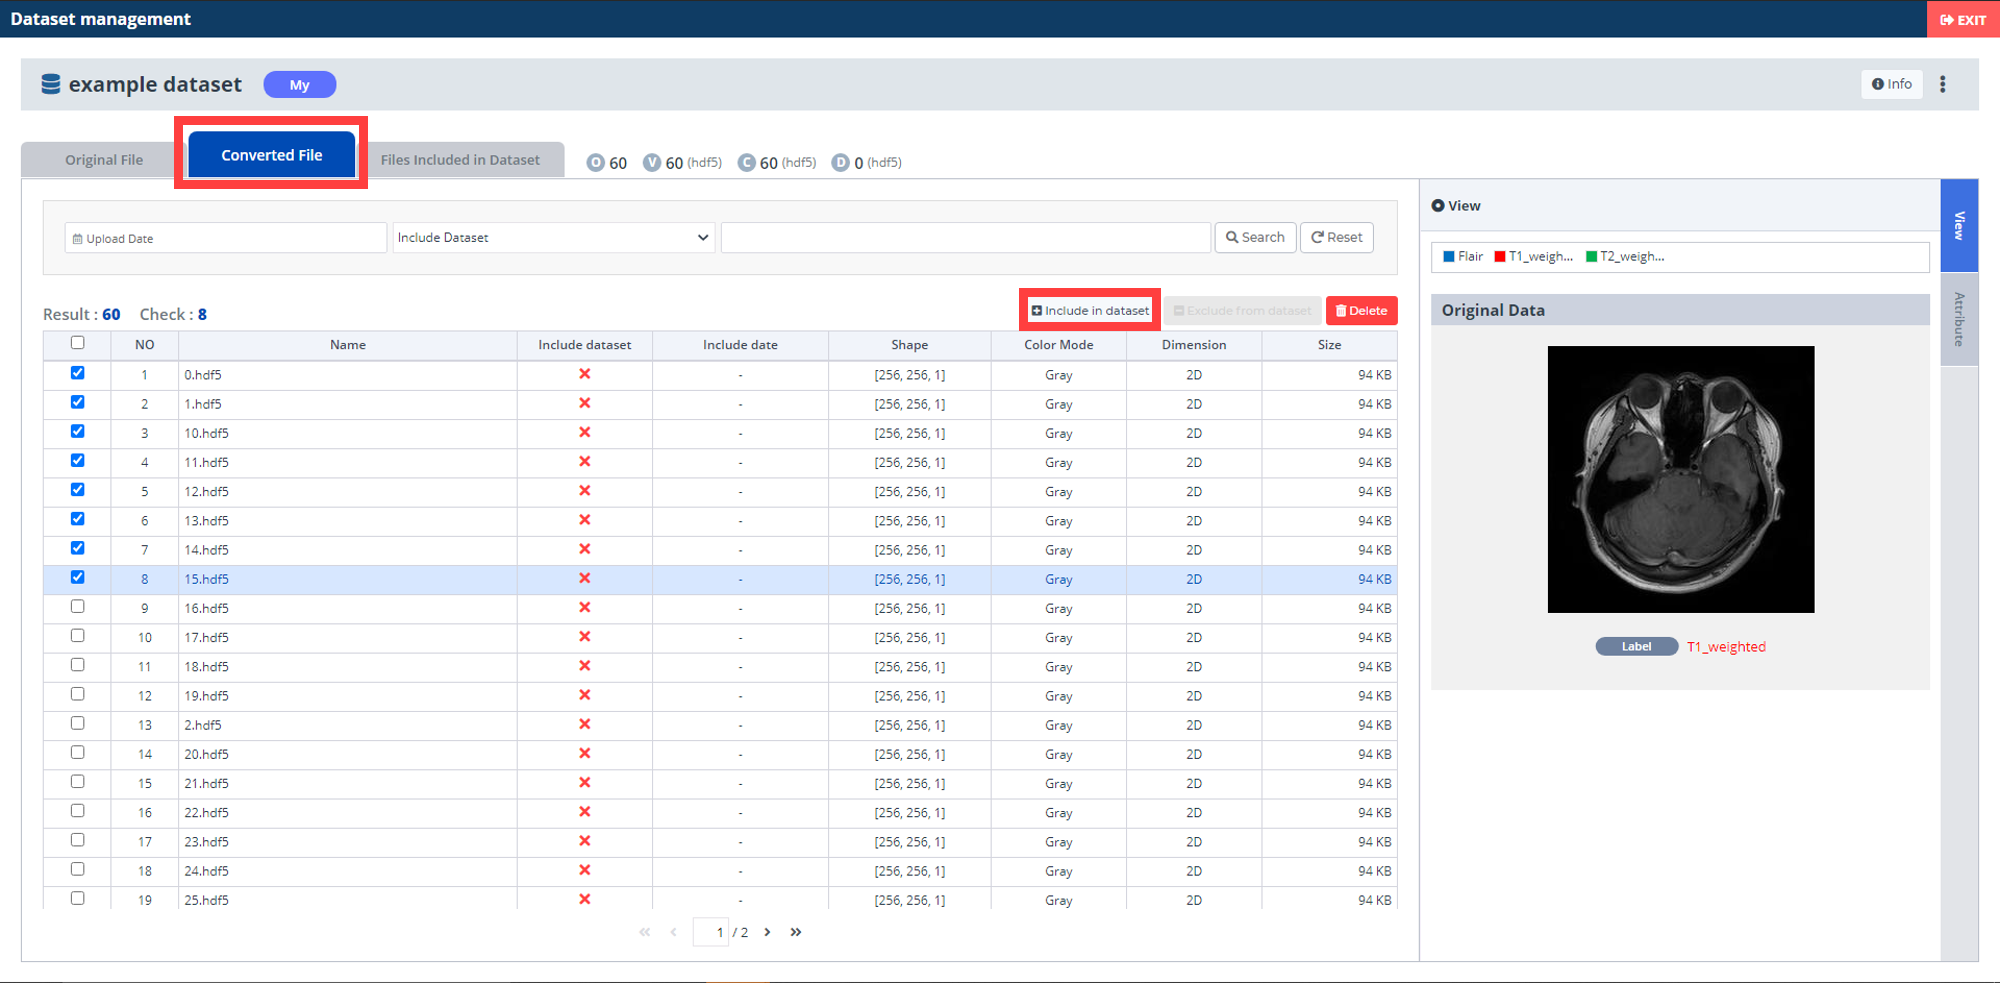 Dataset management
EXIT
example dataset My
Info
Original File Converted File Files Included in Dataset O 60 V 60 (hdf5) C 60 (hdf5) D 0 (hdf5)
Upload Date Include Dataset Search Reset
Result : 60 Check : 8 Include in dataset Exclude from dataset Delete
NO Name Include dataset Include date Shape Color Mode Dimension Size
1 0.hdf5 - [256, 256, 1] Gray 2D 94 KB
2 1.hdf5 - [256, 256, 1] Gray 2D 94 KB
3 10.hdf5 - [256, 256, 1] Gray 2D 94 KB
4 11.hdf5 - [256, 256, 1] Gray 2D 94 KB
5 12.hdf5 - [256, 256, 1] Gray 2D 94 KB
6 13.hdf5 - [256, 256, 1] Gray 2D 94 KB
7 14.hdf5 - [256, 256, 1] Gray 2D 94 KB
8 15.hdf5 - [256, 256, 1] Gray 2D 94 KB
9 16.hdf5 - [256, 256, 1] Gray 2D 94 KB
10 17.hdf5 - [256, 256, 1] Gray 2D 94 KB
11 18.hdf5 - [256, 256, 1] Gray 2D 94 KB
12 19.hdf5 - [256, 256, 1] Gray 2D 94 KB
13 2.hdf5 - [256, 256, 1] Gray 2D 94 KB
14 20.hdf5 - [256, 256, 1] Gray 2D 94 KB
15 21.hdf5 - [256, 256, 1] Gray 2D 94 KB
16 22.hdf5 - [256, 256, 1] Gray 2D 94 KB
17 23.hdf5 - [256, 256, 1] Gray 2D 94 KB
18 24.hdf5 - [256, 256, 1] Gray 2D 94 KB
19 25.hdf5 - [256, 256, 1] Gray 2D 94 KB
« ‹ 1 / 2 › »
View
Flair T1_weigh... T2_weigh...
Original Data
Label T1_weighted
View
Attribute